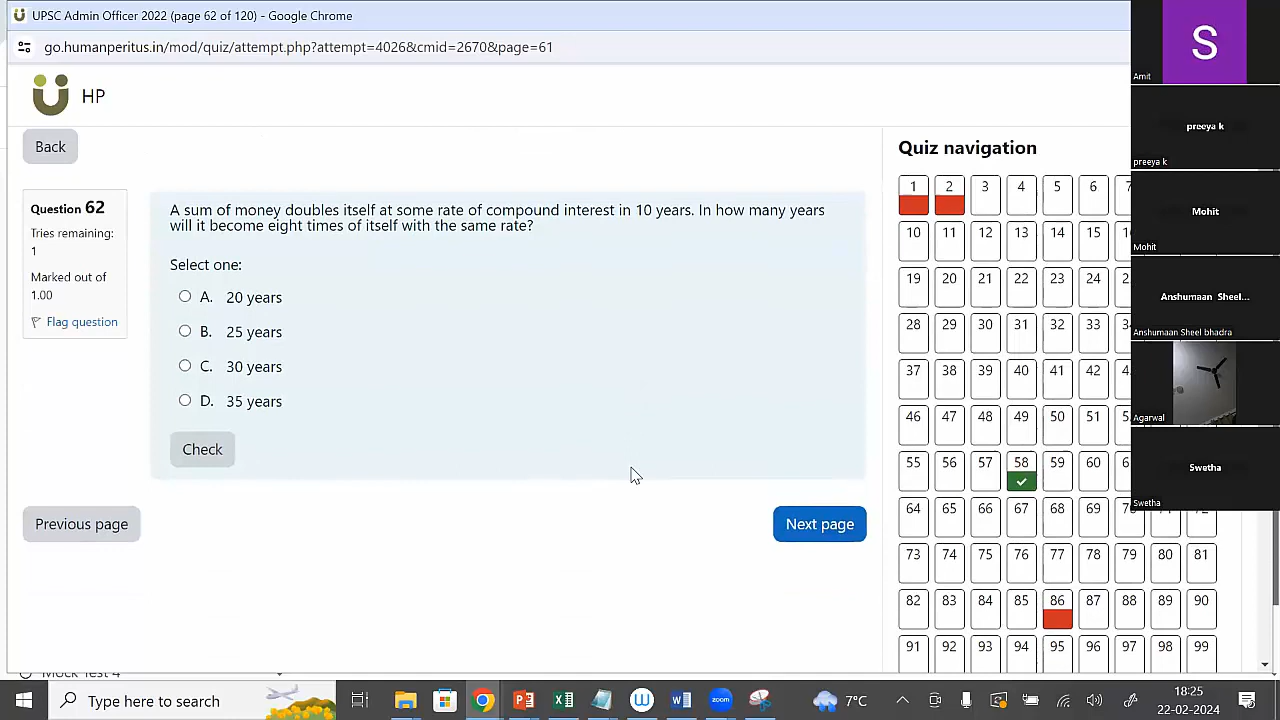 UPSC Admin Officer 2022 (page 62 of 120) - Google Chrome
go.humanperitus.in/mod/quiz/attempt.php?attempt=4026&cmid=2670&page=61
HP
Back
Question 62
Tries remaining:
1
Marked out of
1.00
Flag question
A sum of money doubles itself at some rate of compound interest in 10 years. In how many years
will it become eight times of itself with the same rate?
Select one:
A. 20 years
B. 25 years
C. 30 years
D. 35 years
Check
Previous page
Next page
Quiz navigation
1 2 3 4 5 6 7
10 11 12 13 14 15
19 20 21 22 23 24
28 29 30 31 32 33
37 38 39 40 41 42
46 47 48 49 50 51
55 56 57 58 59 60
64 65 66 67 68 69
73 74 75 76 77 78 79 80 81
82 83 84 85 86 87 88 89 90
91 92 93 94 95 96 97 98 99
S
Amit
preeya k
preeya k
Mohit
Mohit
Anshumaan Sheel...
Anshumaan Sheel bhadra
Agarwal
Swetha
Swetha
Type here to search
zoom
7°C
18:25
22-02-2024